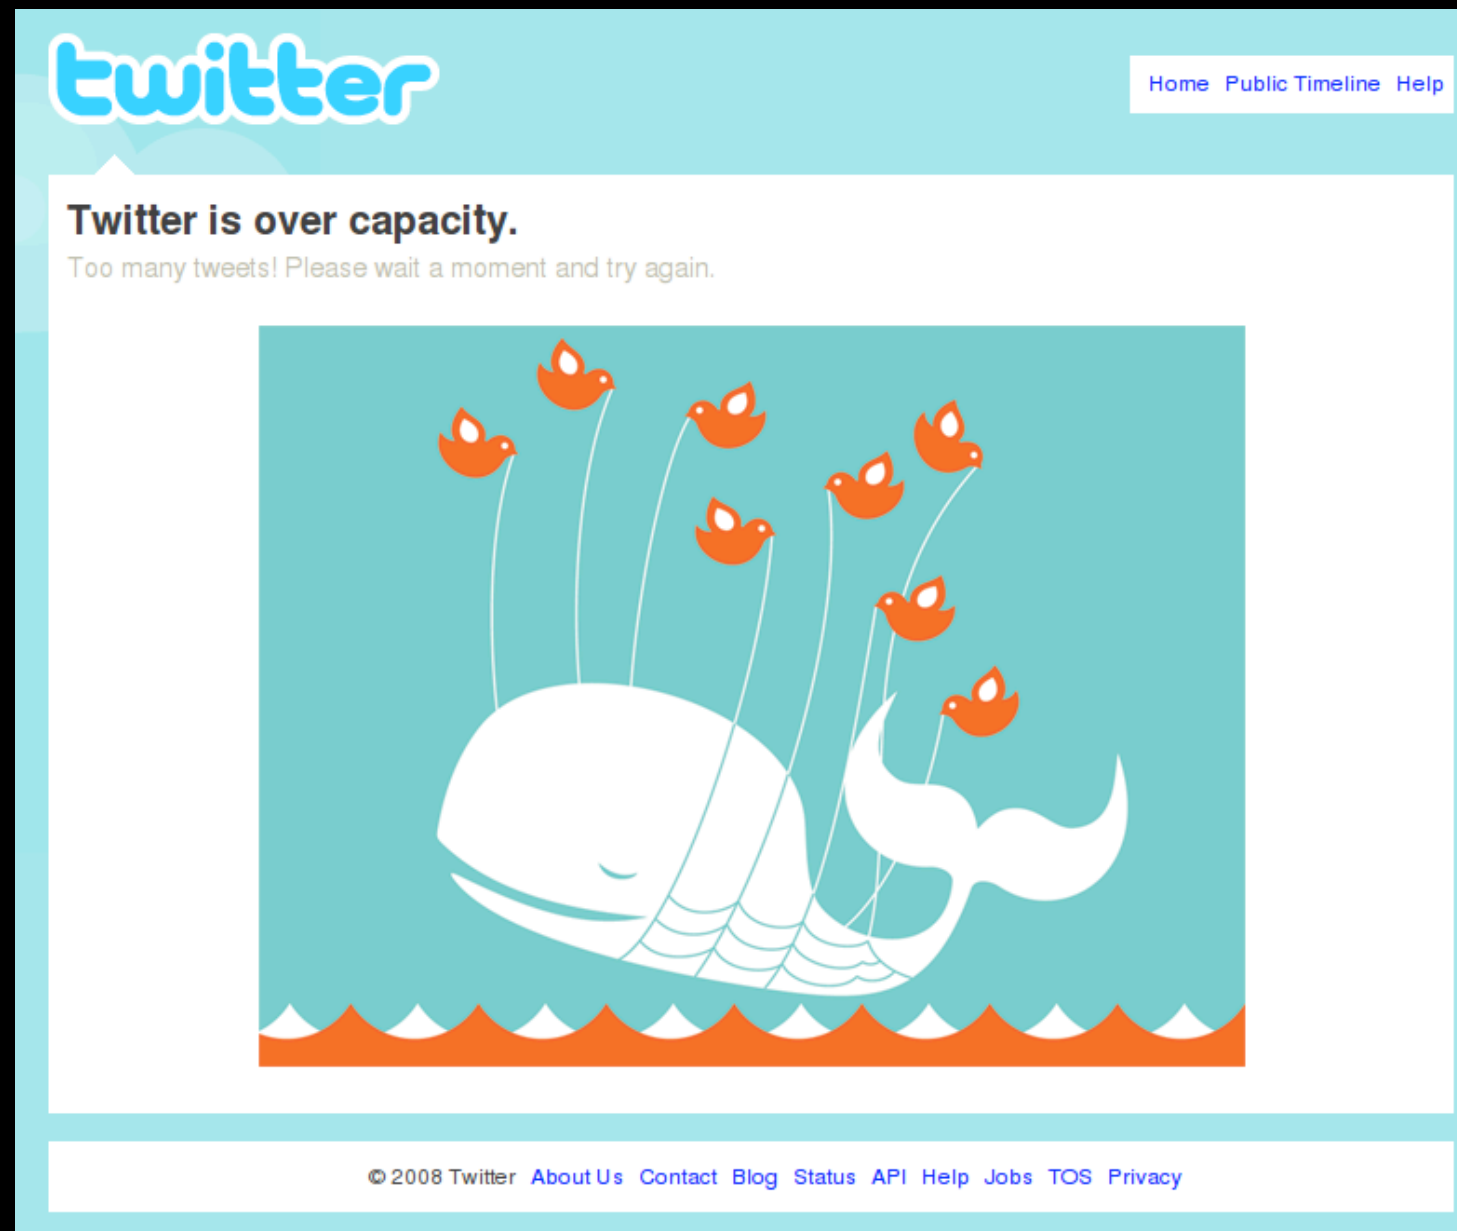 twitter
Home Public Timeline Help
Twitter is over capacity.
Too many tweets! Please wait a moment and try again.
© 2008 Twitter About Us Contact Blog Status API Help Jobs TOS Privacy